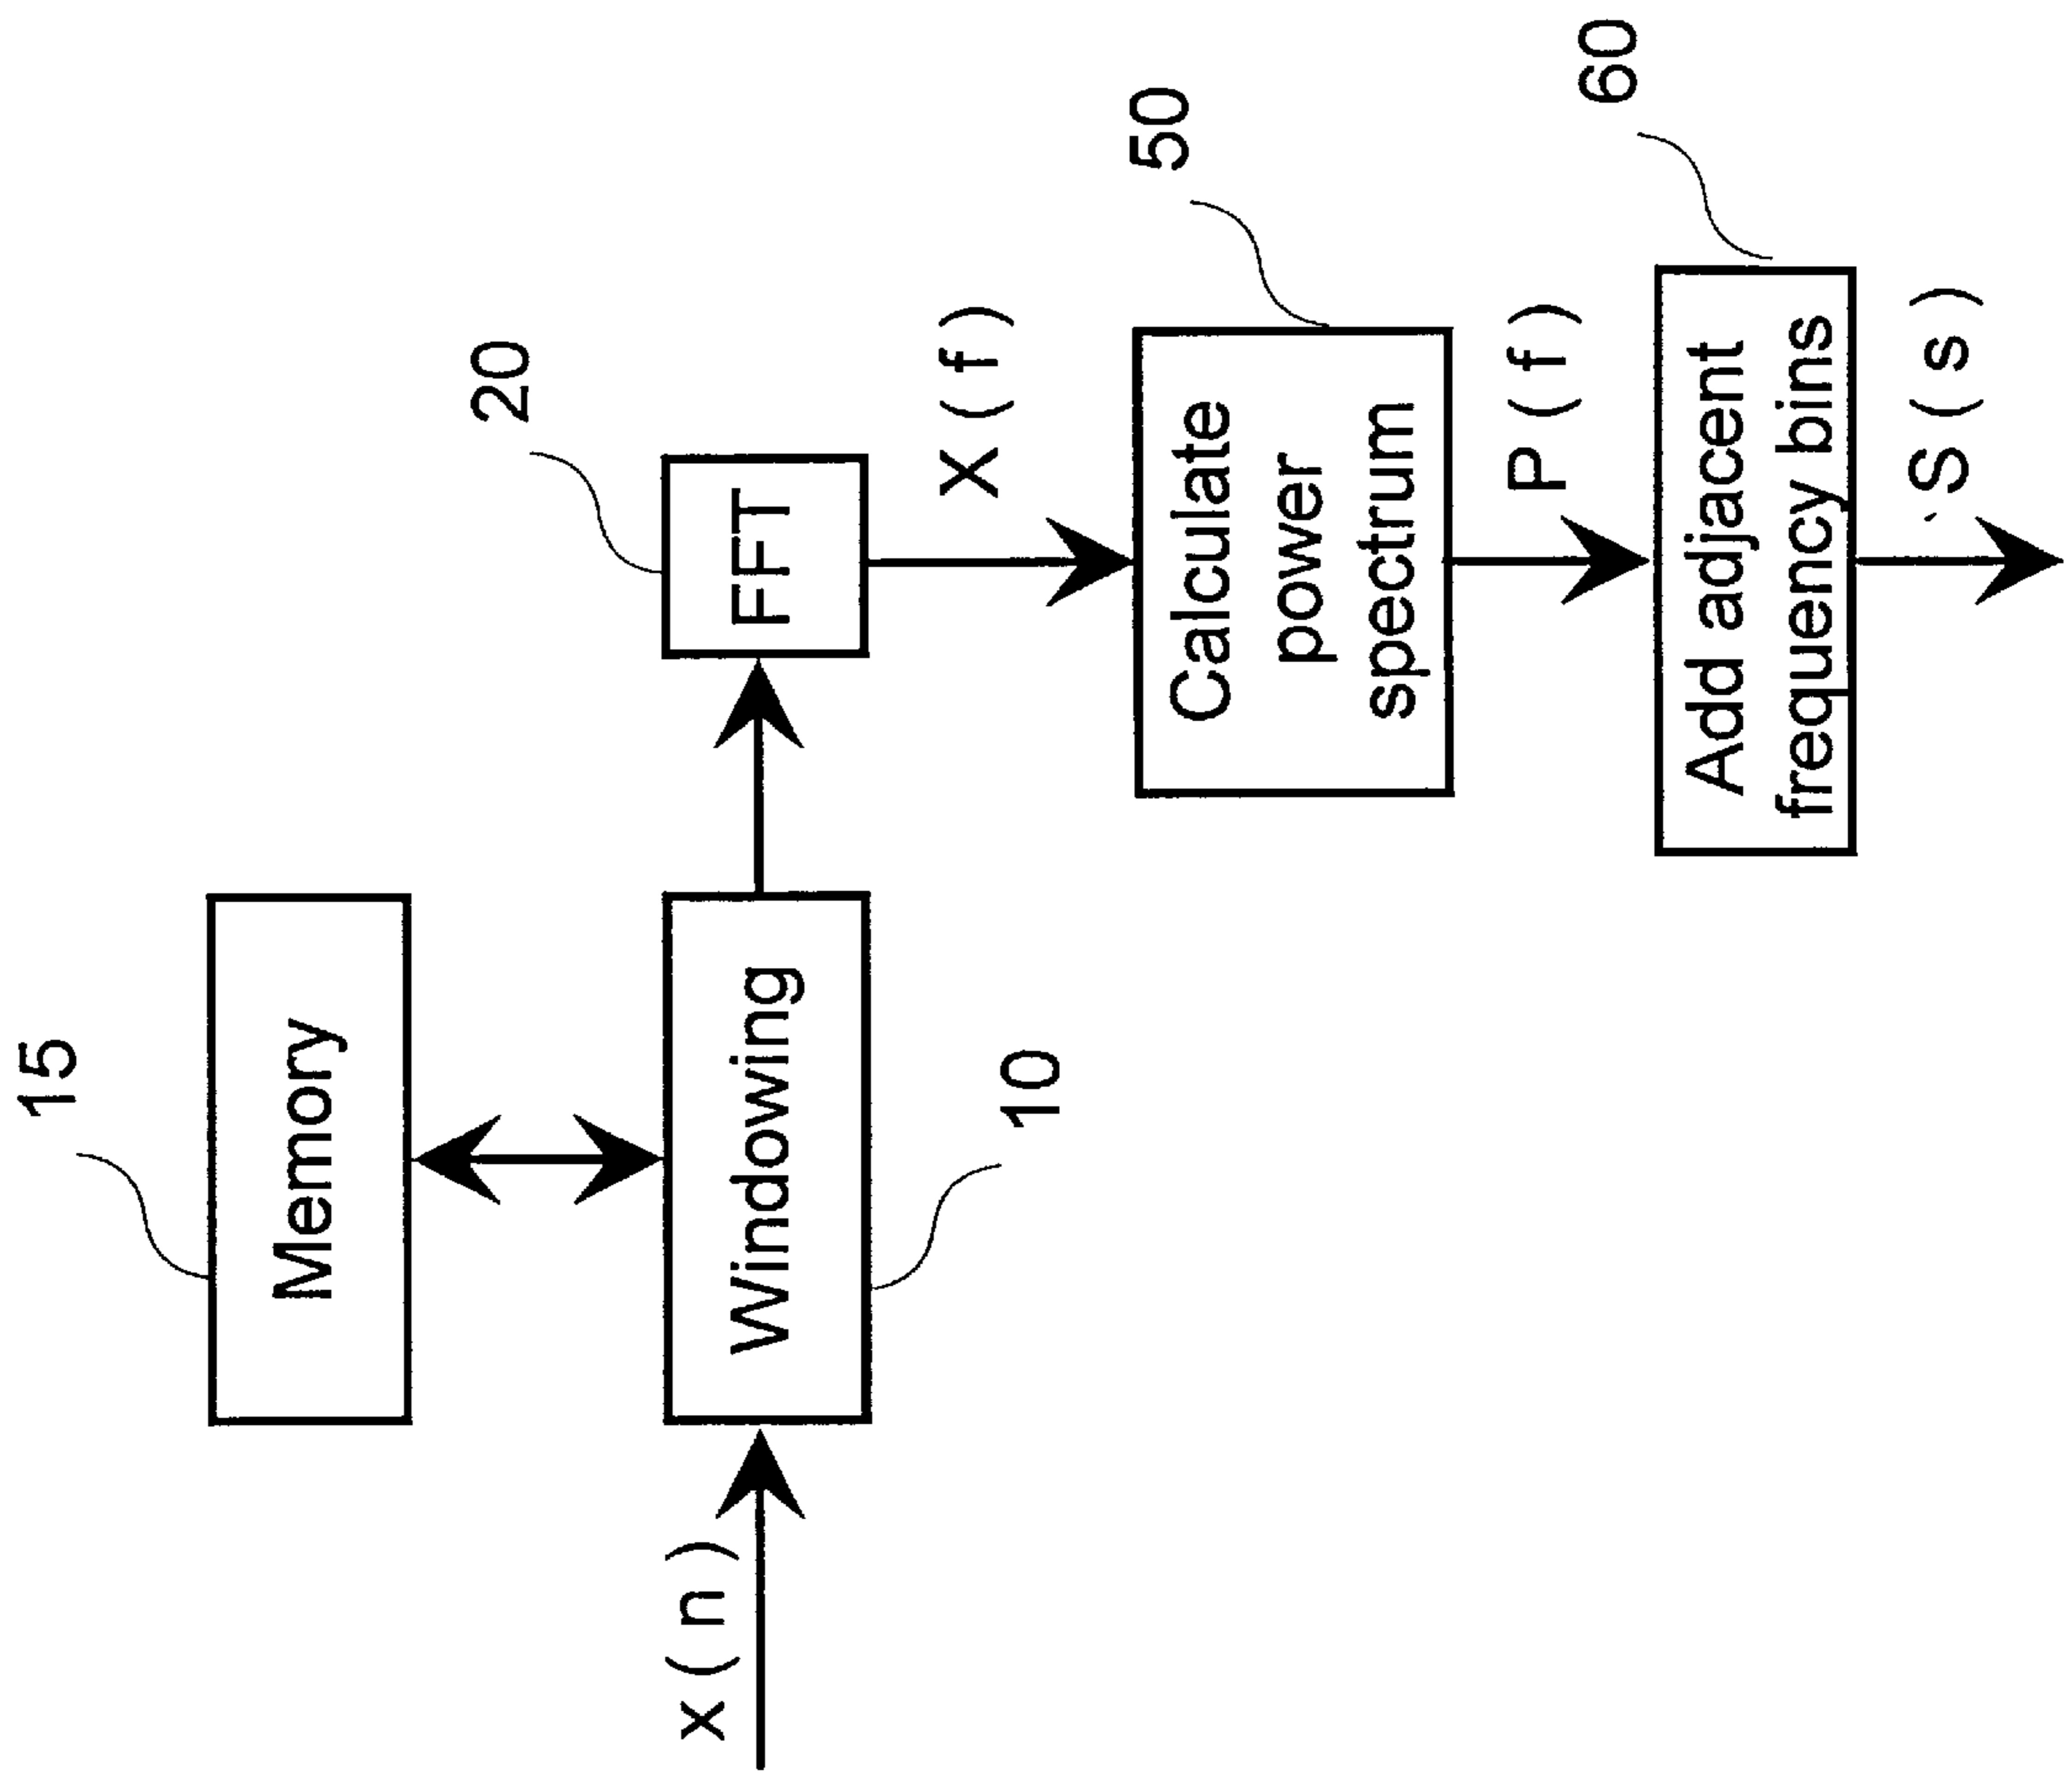 15
Memory
x(n)
Windowing
10
20
FFT
X(f)
50
Calculate
power
spectrum
P(f)
60
Add adjacent
frequency bins
S(s)